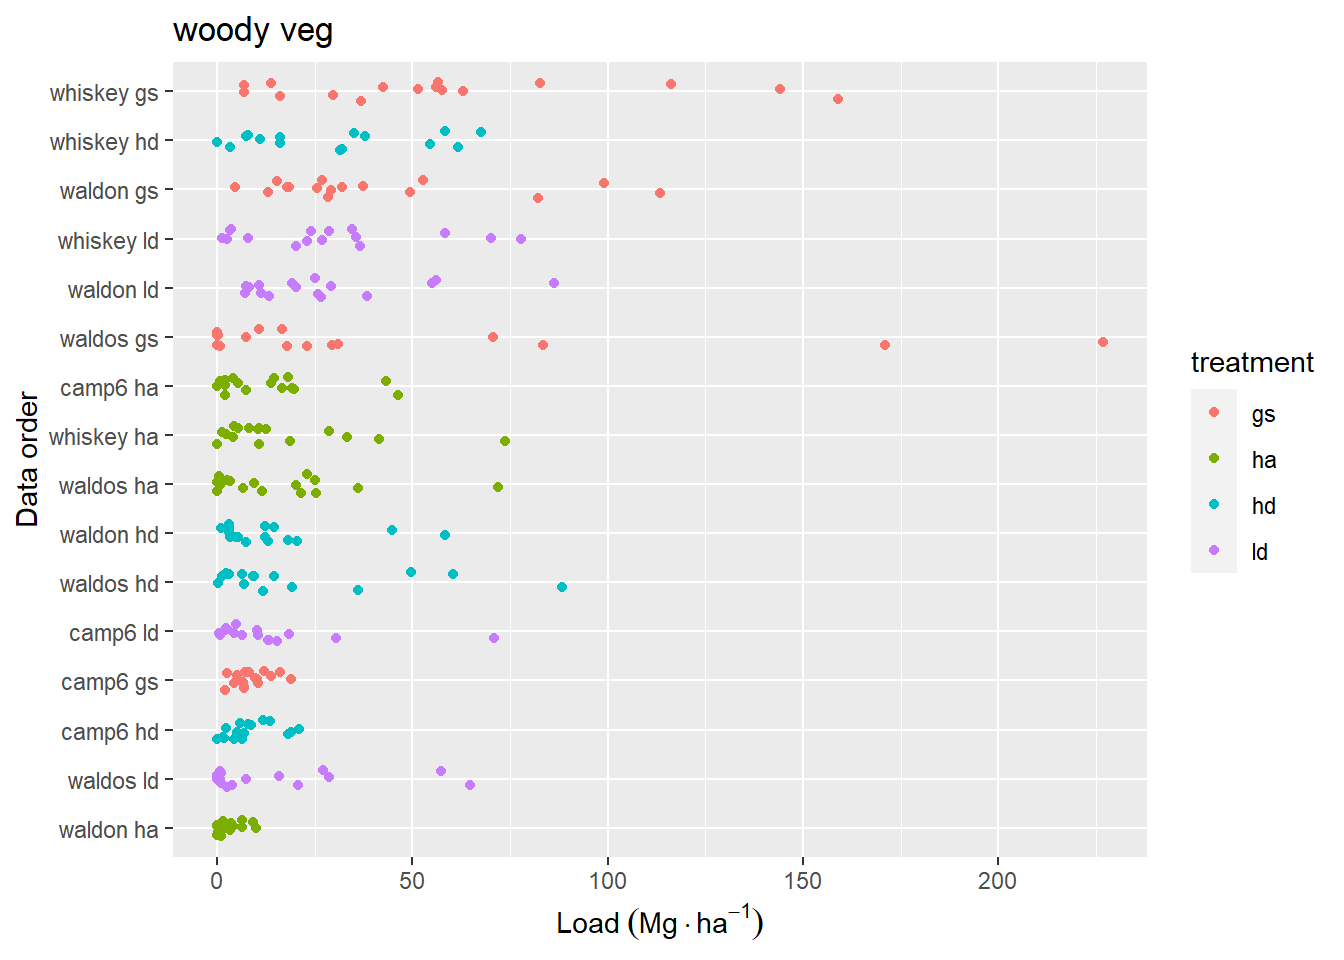 woody veg
whiskey gs
whiskey hd
waldon gs
whiskey ld
waldon ld
waldos gs
camp6 ha
whiskey ha
waldos ha
waldon hd
waldos hd
camp6 ld
camp6 gs
camp6 hd
waldos ld
waldon ha
Data order
0 50 100 150 200
Load (Mg · ha⁻¹)
treatment
gs
ha
hd
ld